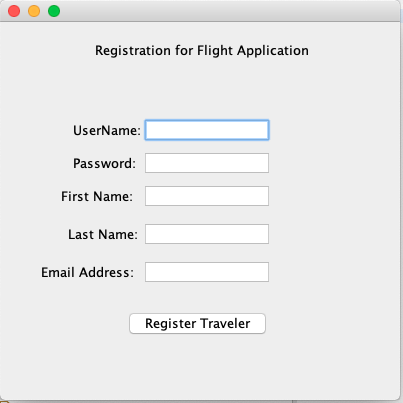 Registration for Flight Application
UserName:
Password:
First Name:
Last Name:
Email Address:
Register Traveler